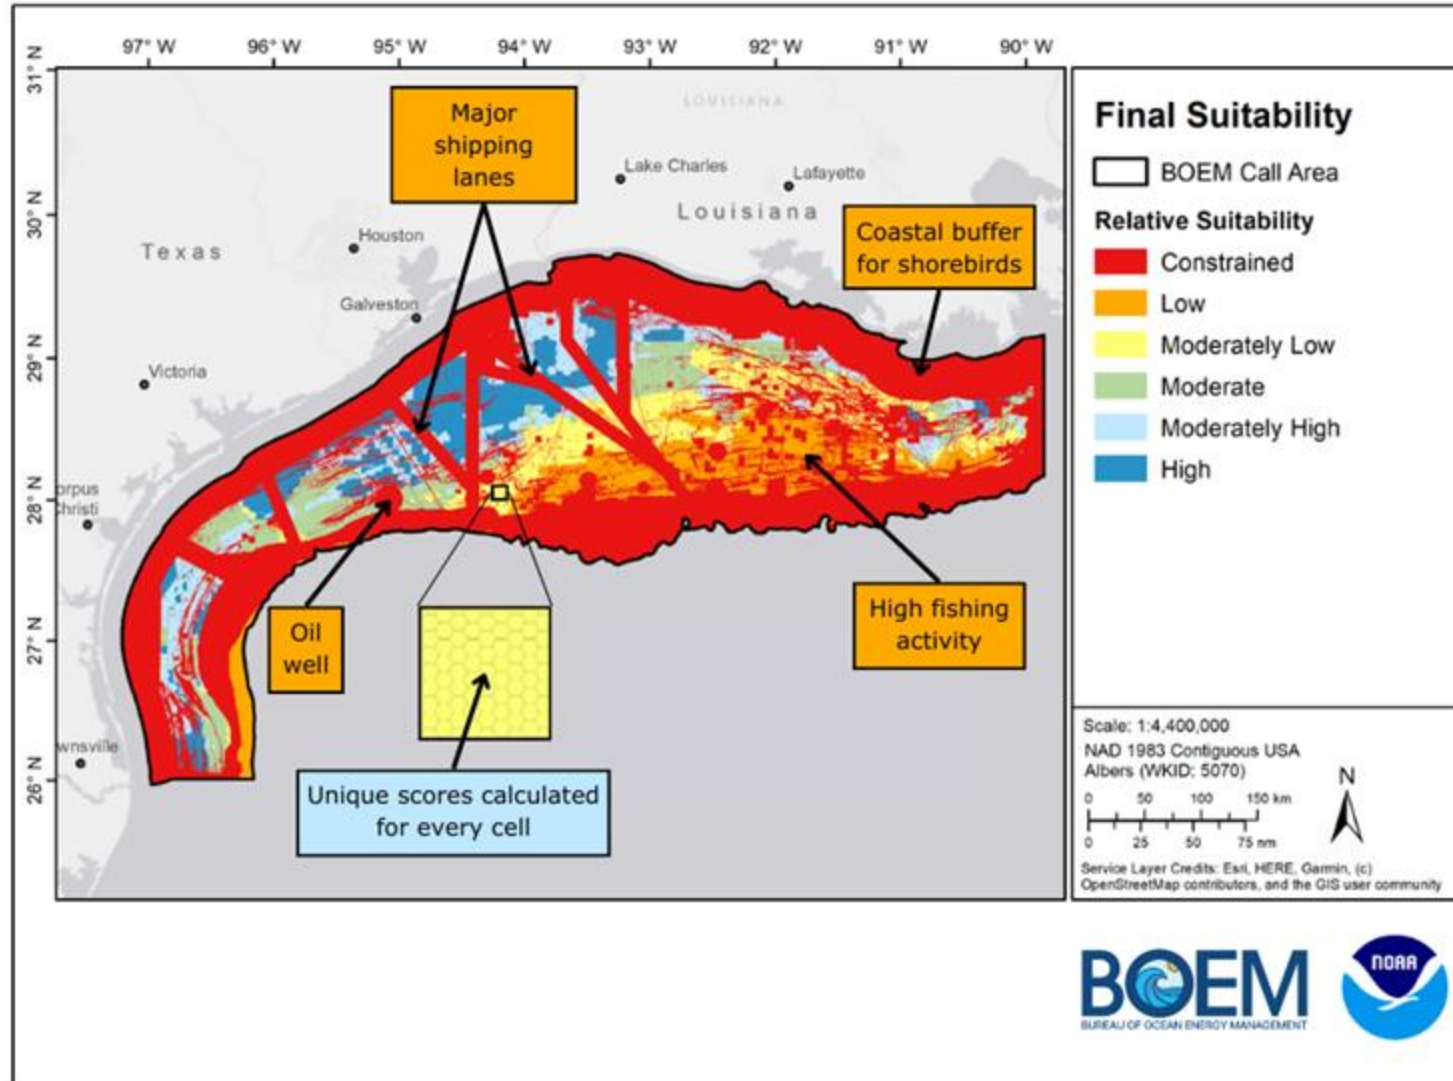 97° W 96° W 95° W 94° W 93° W 92° W 91° W 90° W
31° N
30° N
29° N
28° N
27° N
26° N
LOUISIANA
Major
shipping
lanes
Lake Charles
Lafayette
Louisiana
Texas
Houston
Coastal buffer
for shorebirds
Galveston
Victoria
orpus
Christi
Oil
well
High fishing
activity
wnsville
Unique scores calculated
for every cell
Final Suitability
BOEM Call Area
Relative Suitability
Constrained
Low
Moderately Low
Moderate
Moderately High
High
Scale: 1:4,400,000
NAD 1983 Contiguous USA
Albers (WKID: 5070)
N
0 50 100 150 km
0 25 50 75 nm
Service Layer Credits: Esri, HERE, Garmin, (c)
OpenStreetMap contributors, and the GIS user community
BOEM
BUREAU OF OCEAN ENERGY MANAGEMENT
NOAA